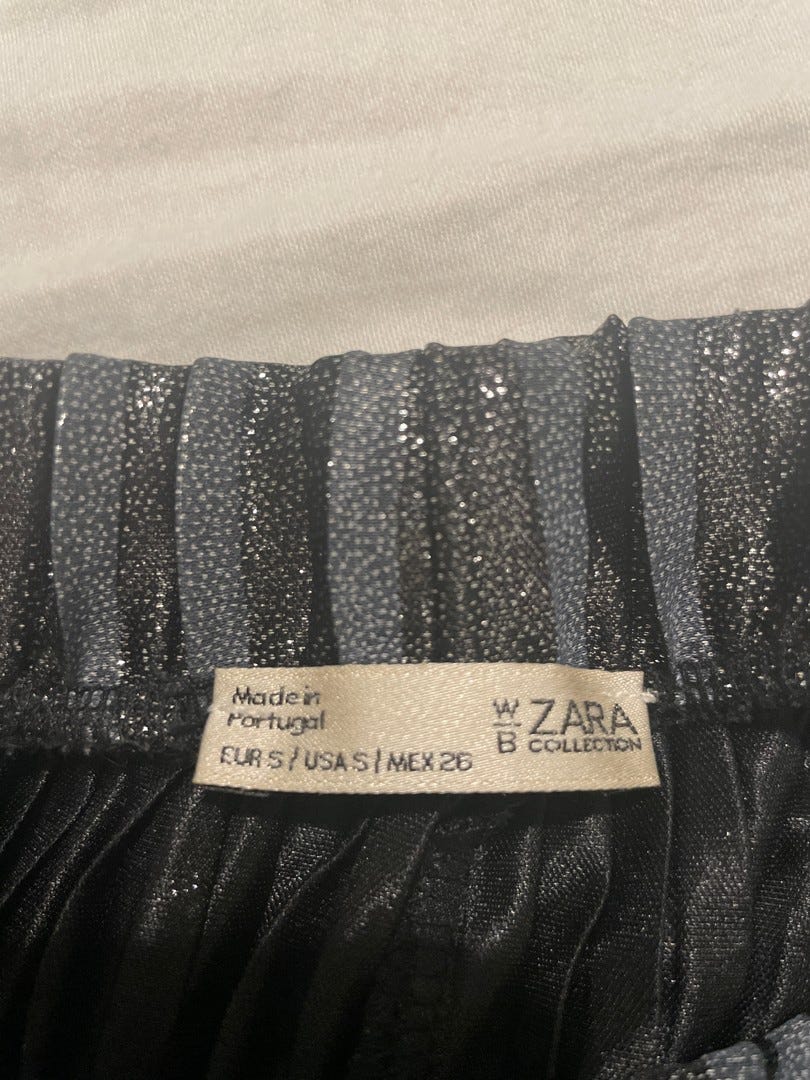 Made in
Portugal
EUR S / USA S | MEX 26
W
B
ZARA
COLLECTION